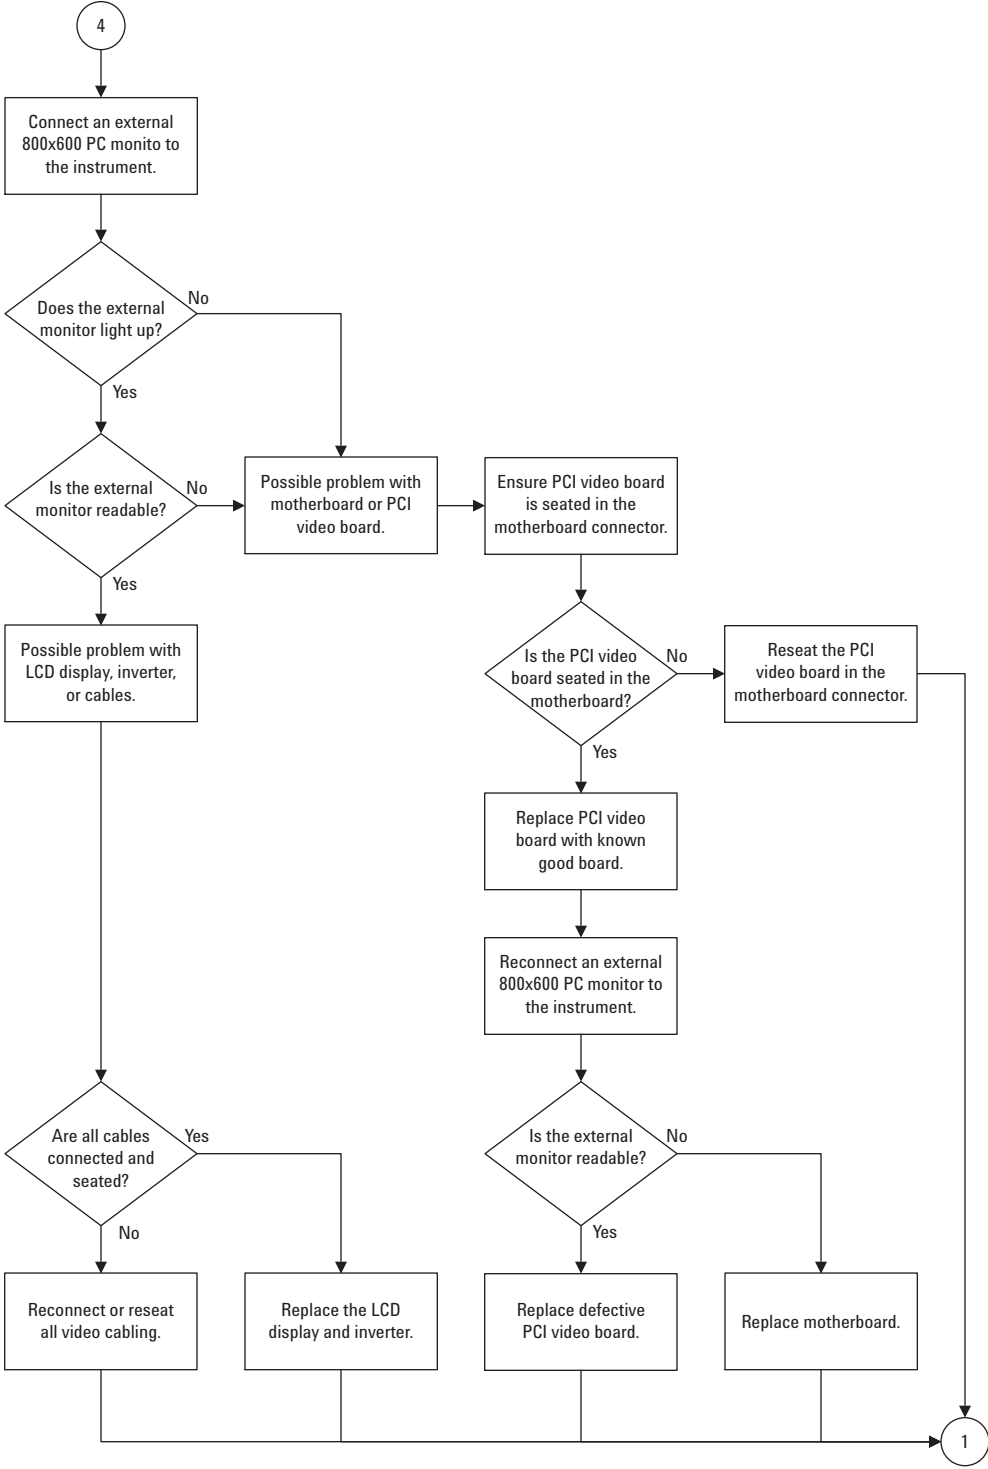 4
Connect an external
800x600 PC monito to
the instrument.
Does the external
monitor light up?
No
Yes
Is the external
monitor readable?
No
Yes
Possible problem with
motherboard or PCI
video board.
Ensure PCI video board
is seated in the
motherboard connector.
Possible problem with
LCD display, inverter,
or cables.
Is the PCI video
board seated in the
motherboard?
No
Yes
Reseat the PCI
video board in the
motherboard connector.
Replace PCI video
board with known
good board.
Reconnect an external
800x600 PC monitor to
the instrument.
Are all cables
connected and
seated?
Yes
No
Is the external
monitor readable?
No
Yes
Reconnect or reseat
all video cabling.
Replace the LCD
display and inverter.
Replace defective
PCI video board.
Replace motherboard.
1